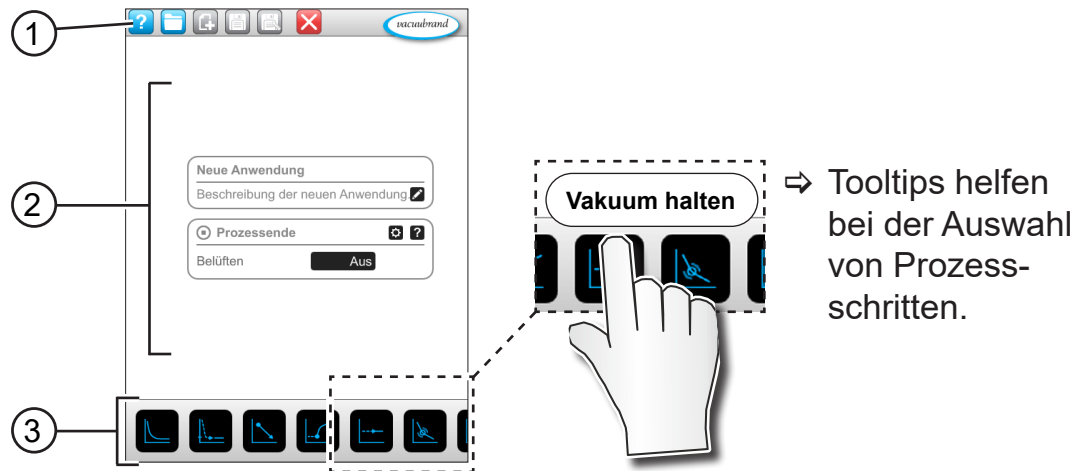 1
?
vacuubrand
2
Neue Anwendung
Beschreibung der neuen Anwendung.
Prozessende
?
Belüften
Aus
3
Vakuum halten
⇨ Tooltips helfen
bei der Auswahl
von Prozess-
schritten.